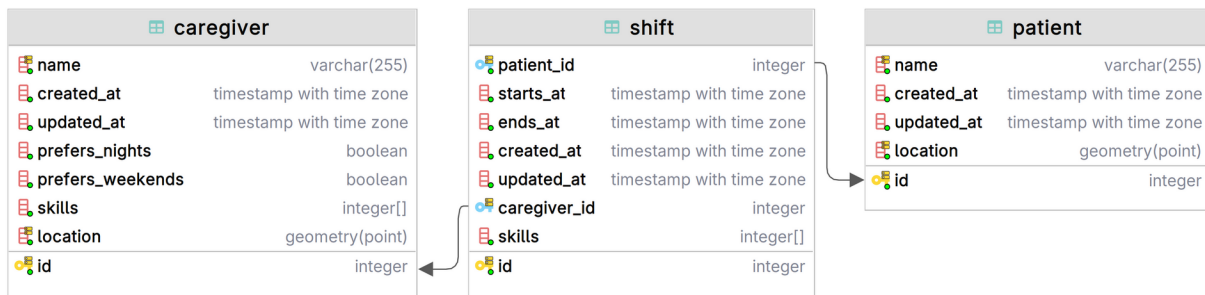 caregiver
name varchar(255)
created_at timestamp with time zone
updated_at timestamp with time zone
prefers_nights boolean
prefers_weekends boolean
skills integer[]
location geometry(point)
id integer
shift
patient_id integer
starts_at timestamp with time zone
ends_at timestamp with time zone
created_at timestamp with time zone
updated_at timestamp with time zone
caregiver_id integer
skills integer[]
id integer
patient
name varchar(255)
created_at timestamp with time zone
updated_at timestamp with time zone
location geometry(point)
id integer